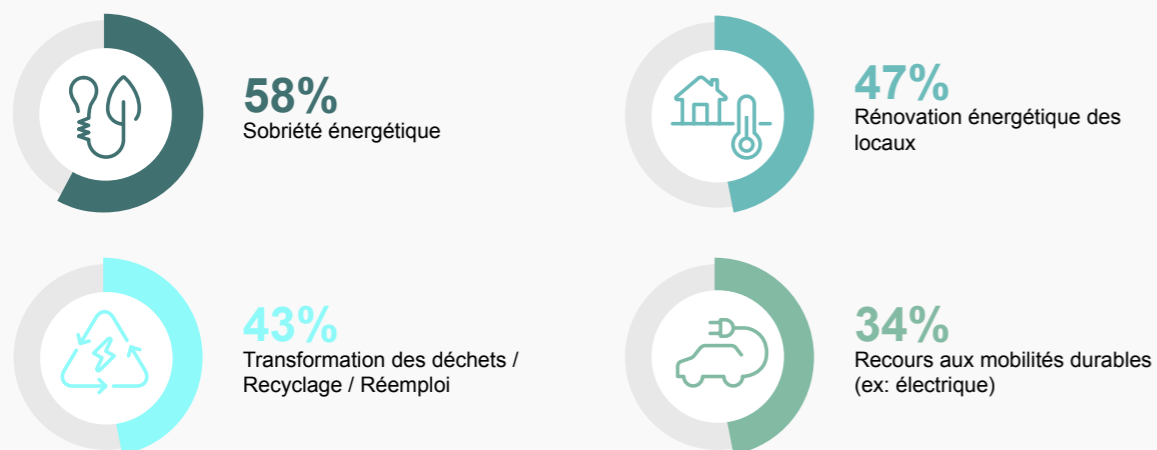 58%
Sobriété énergétique
47%
Rénovation énergétique des
locaux
43%
Transformation des déchets /
Recyclage / Réemploi
34%
Recours aux mobilités durables
(ex: électrique)